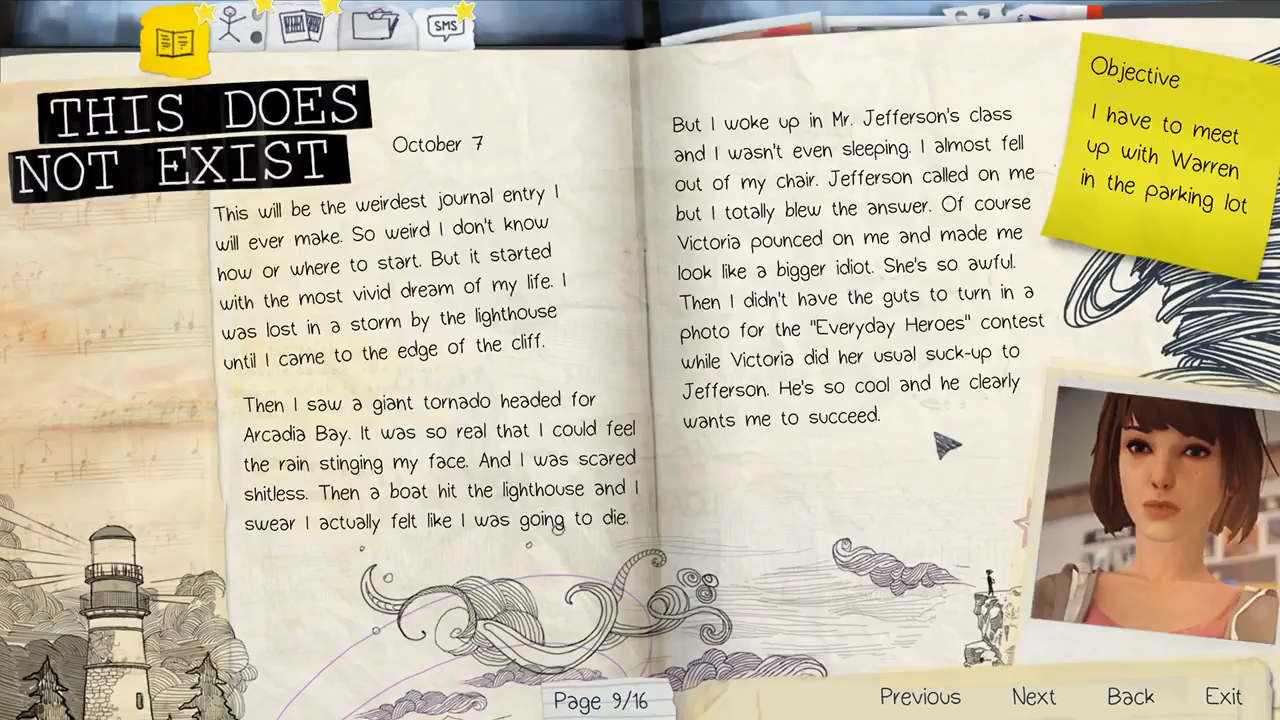 SMS
THIS DOES
NOT EXIST
October 7
This will be the weirdest journal entry I
will ever make. So weird I don't know
how or where to start. But it started
with the most vivid dream of my life. I
was lost in a storm by the lighthouse
until I came to the edge of the cliff.
Then I saw a giant tornado headed for
Arcadia Bay. It was so real that I could feel
the rain stinging my face. And I was scared
shitless. Then a boat hit the lighthouse and I
swear I actually felt like I was going to die.
But I woke up in Mr. Jefferson's class
and I wasn't even sleeping. I almost fell
out of my chair. Jefferson called on me
but I totally blew the answer. Of course
Victoria pounced on me and made me
look like a bigger idiot. She's so awful.
Then I didn't have the guts to turn in a
photo for the "Everyday Heroes" contest
while Victoria did her usual suck-up to
Jefferson. He's so cool and he clearly
wants me to succeed.
Objective
I have to meet
up with Warren
in the parking lot
Page 9/16
Previous Next Back Exit